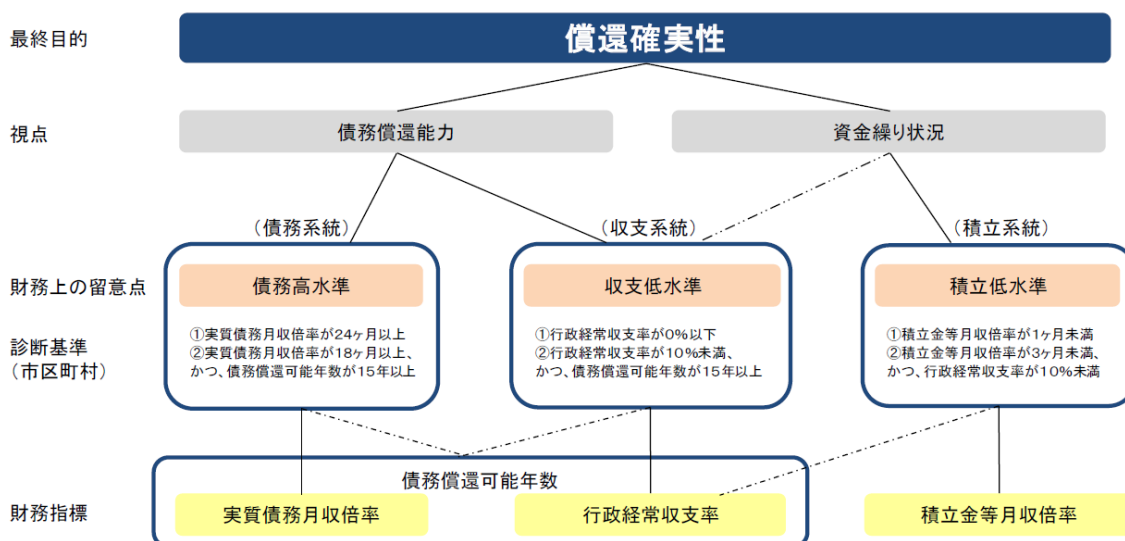 最終目的
償還確実性
視点
債務償還能力
資金繰り状況
(債務系統)
(収支系統)
(積立系統)
財務上の留意点
債務高水準
収支低水準
積立低水準
診断基準
(市区町村)
①実質債務月収倍率が24ヶ月以上
②実質債務月収倍率が18ヶ月以上、
かつ、債務償還可能年数が15年以上
①行政経常収支率が0%以下
②行政経常収支率が10%未満、
かつ、債務償還可能年数が15年以上
①積立金等月収倍率が1ヶ月未満
②積立金等月収倍率が3ヶ月未満、
かつ、行政経常収支率が10%未満
債務償還可能年数
財務指標
実質債務月収倍率
行政経常収支率
積立金等月収倍率